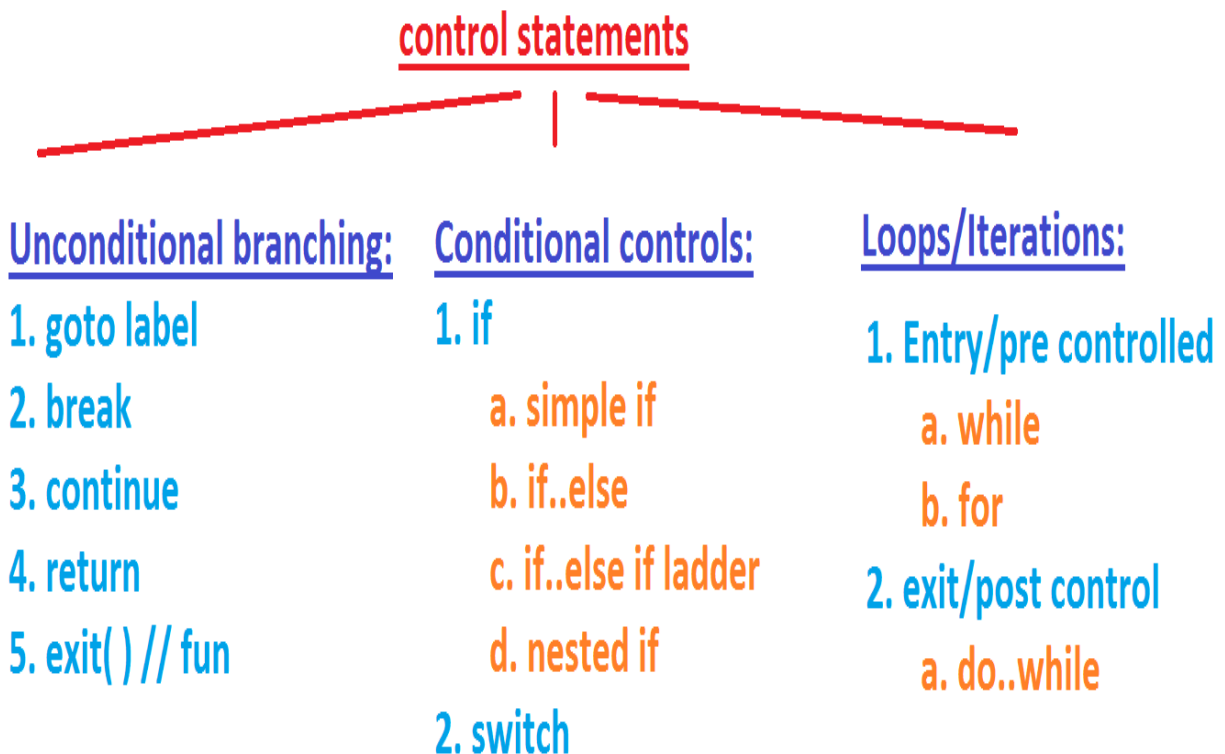 control statements
Unconditional branching:
1. goto label
2. break
3. continue
4. return
5. exit( ) // fun
Conditional controls:
1. if
a. simple if
b. if..else
c. if..else if ladder
d. nested if
2. switch
Loops/Iterations:
1. Entry/pre controlled
a. while
b. for
2. exit/post control
a. do..while